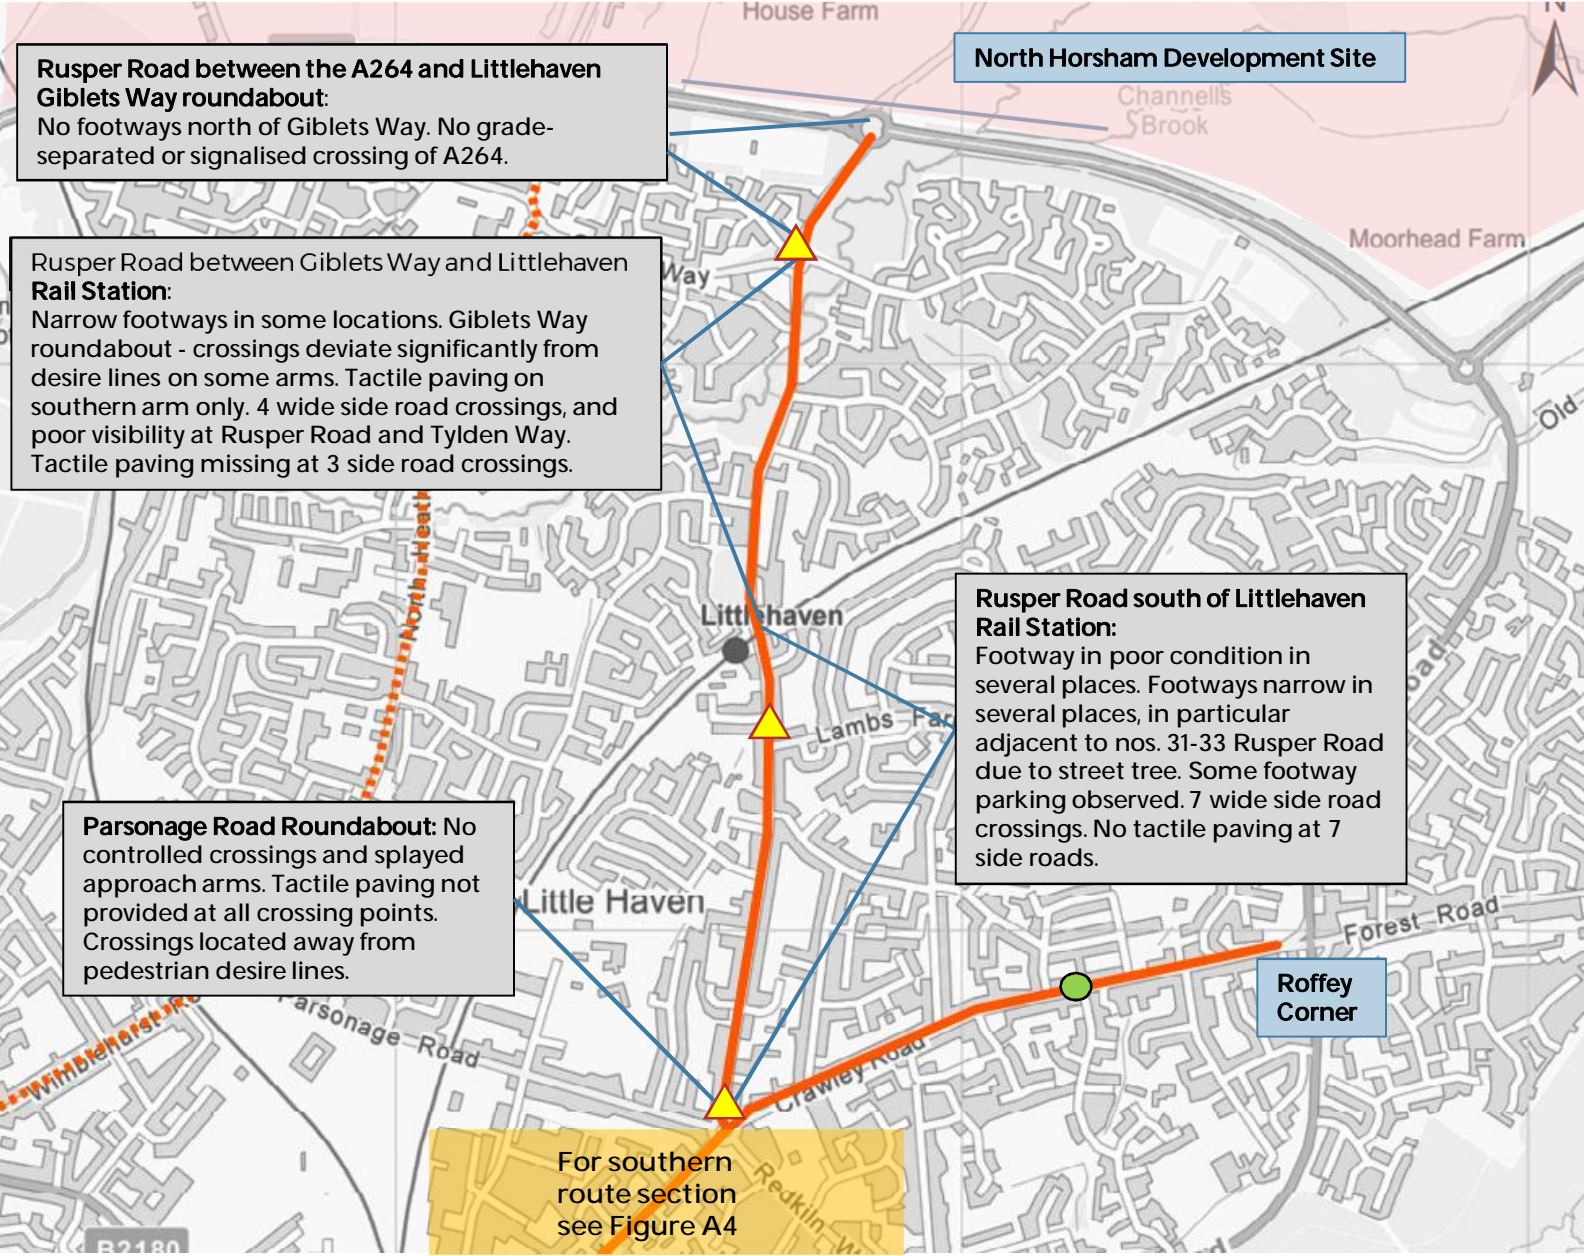 House Farm
N
North Horsham Development Site
Rusper Road between the A264 and Littlehaven
Giblets Way roundabout:
No footways north of Giblets Way. No grade-
separated or signalised crossing of A264.
Channells
Brook
Moorhead Farm
Way
Rusper Road between Giblets Way and Littlehaven
Rail Station:
Narrow footways in some locations. Giblets Way
roundabout - crossings deviate significantly from
desire lines on some arms. Tactile paving on
southern arm only. 4 wide side road crossings, and
poor visibility at Rusper Road and Tylden Way.
Tactile paving missing at 3 side road crossings.
Old
North Heath
Littlehaven
Rusper Road south of Littlehaven
Rail Station:
Footway in poor condition in
several places. Footways narrow in
several places, in particular
adjacent to nos. 31-33 Rusper Road
due to street tree. Some footway
parking observed. 7 wide side road
crossings. No tactile paving at 7
side roads.
Road
Lambs Far
Parsonage Road Roundabout: No
controlled crossings and splayed
approach arms. Tactile paving not
provided at all crossing points.
Crossings located away from
pedestrian desire lines.
Little Haven
Forest Road
Roffey
Corner
Wimblehurst
Parsonage Road
Crawley Road
For southern
route section
see Figure A4
Redkiln W
B2180